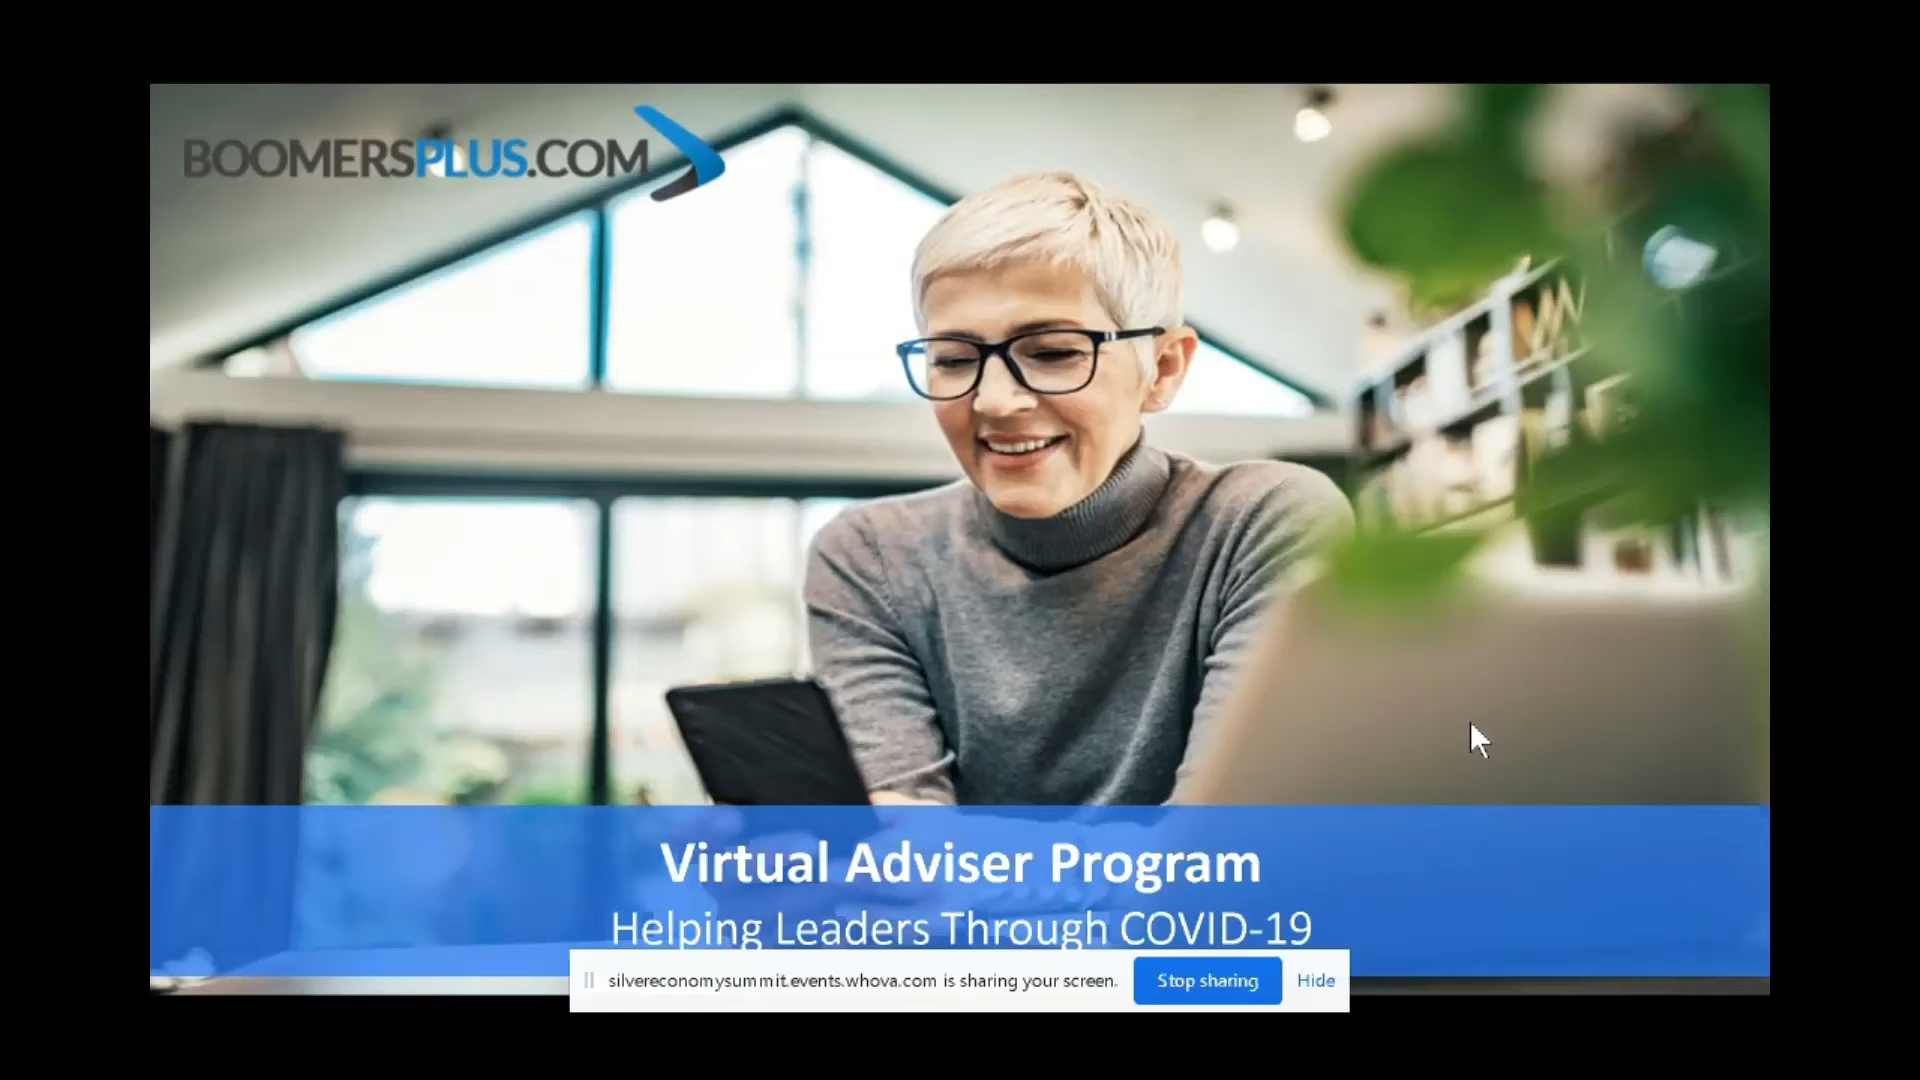 BOOMERSPLUS.COM
Virtual Adviser Program
Helping Leaders Through COVID-19
silvereconomysummit.events.whova.com is sharing your screen.
Stop sharing
Hide